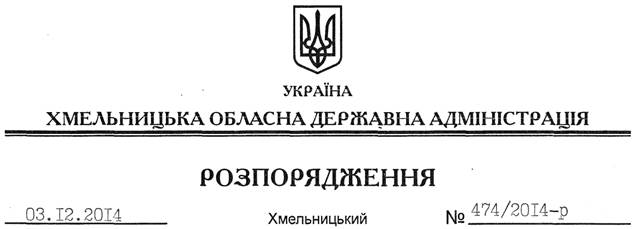 УКРАЇНА
ХМЕЛЬНИЦЬКА ОБЛАСНА ДЕРЖАВНА АДМІНІСТРАЦІЯ
РОЗПОРЯДЖЕННЯ
03.12.2014 Хмельницький № 474/2014-р